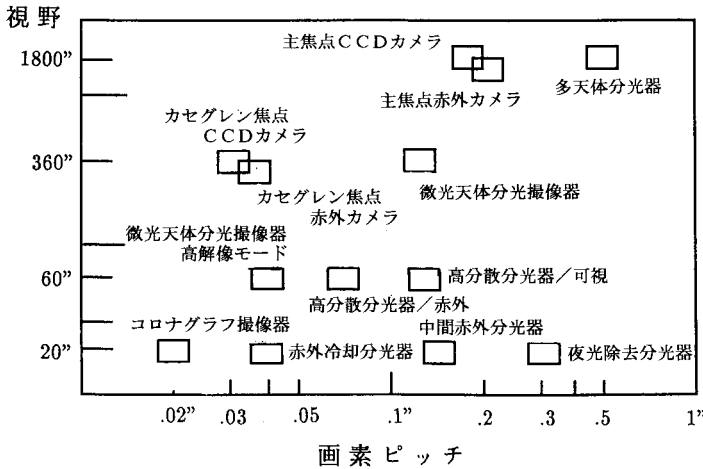 視野
主焦点CCDカメラ
1800”
主焦点赤外カメラ
多天体分光器
カセグレン焦点
CCDカメラ
360”
カセグレン焦点
赤外カメラ
微光天体分光撮像器
微光天体分光撮像器
高解像モード
60”
高分散分光器/可視
高分散分光器/赤外
コロナグラフ撮像器
中間赤外分光器
20”
赤外冷却分光器
夜光除去分光器
.02” .03 .05 .1” .2 .3 .5 1”
画素ピッチ